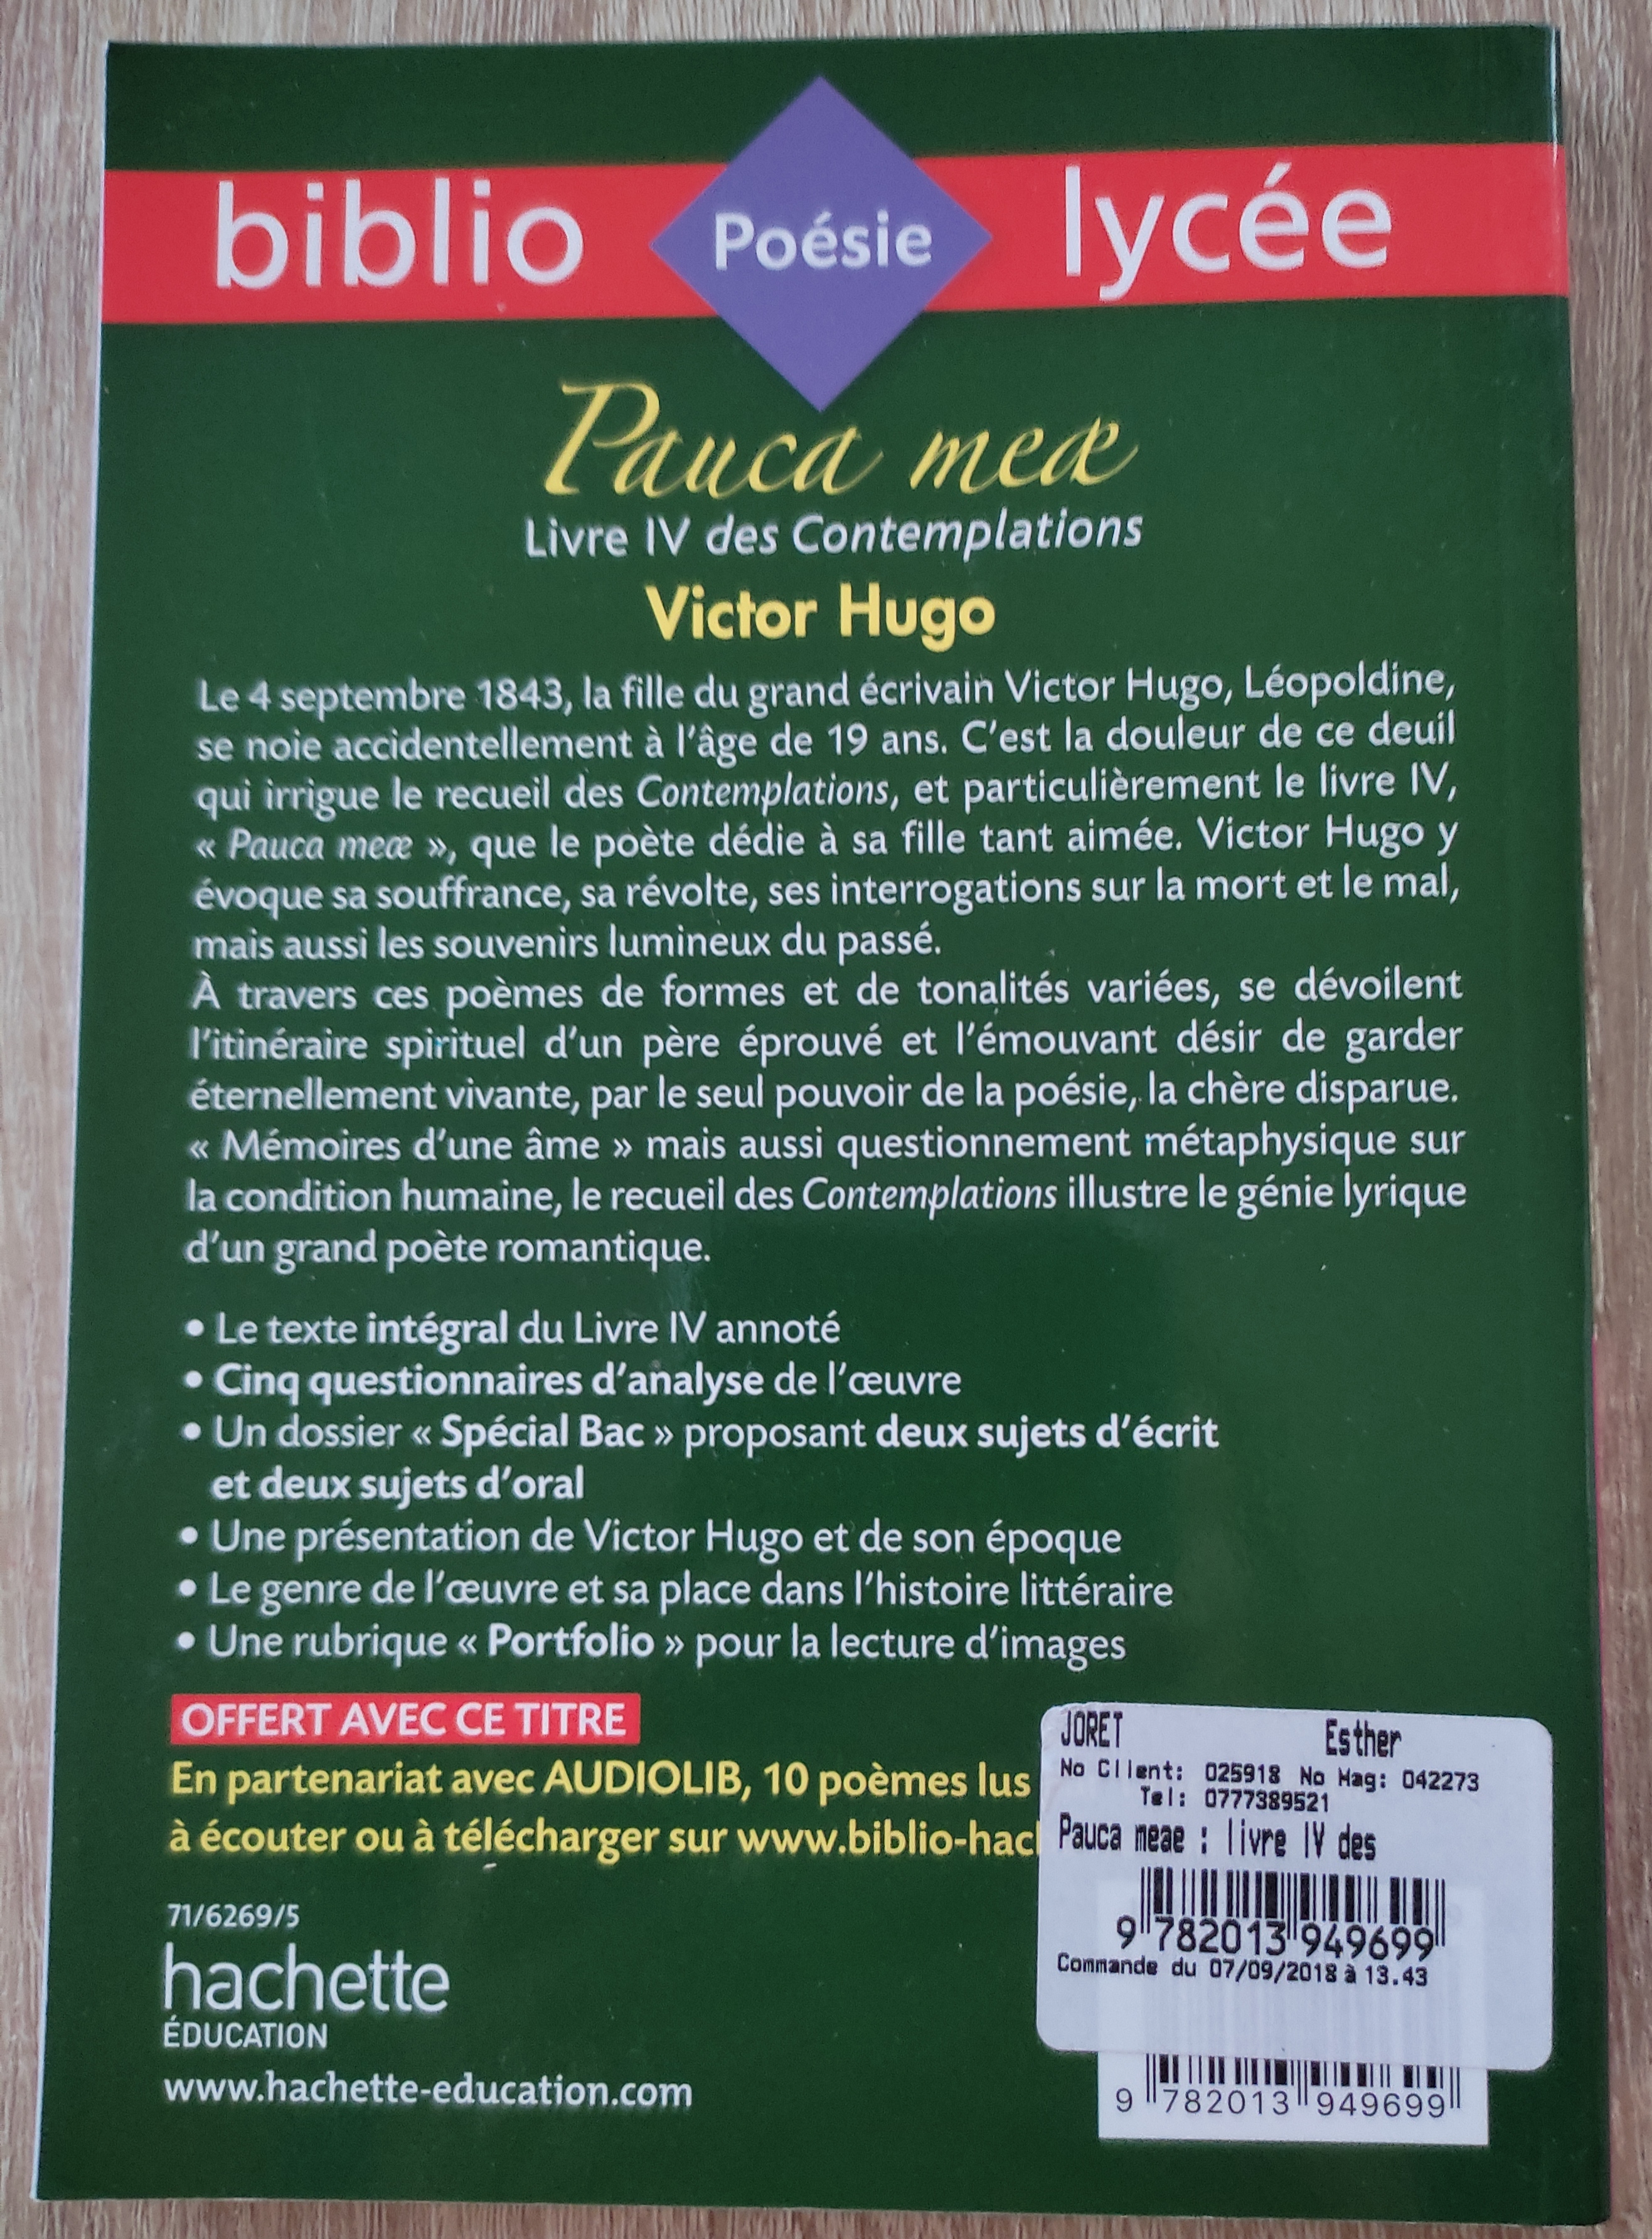 biblio Poésie lycée
Pauca meæ
Livre IV des Contemplations
Victor Hugo
Le 4 septembre 1843, la fille du grand écrivain Victor Hugo, Léopoldine,
se noie accidentellement à l'âge de 19 ans. C'est la douleur de ce deuil
qui irrigue le recueil des Contemplations, et particulièrement le livre IV,
« Pauca meæ », que le poète dédie à sa fille tant aimée. Victor Hugo y
évoque sa souffrance, sa révolte, ses interrogations sur la mort et le mal,
mais aussi les souvenirs lumineux du passé.
À travers ces poèmes de formes et de tonalités variées, se dévoilent
l'itinéraire spirituel d'un père éprouvé et l'émouvant désir de garder
éternellement vivante, par le seul pouvoir de la poésie, la chère disparue.
« Mémoires d'une âme » mais aussi questionnement métaphysique sur
la condition humaine, le recueil des Contemplations illustre le génie lyrique
d'un grand poète romantique.
• Le texte intégral du Livre IV annoté
• Cinq questionnaires d'analyse de l'œuvre
• Un dossier « Spécial Bac » proposant deux sujets d'écrit
et deux sujets d'oral
• Une présentation de Victor Hugo et de son époque
• Le genre de l'œuvre et sa place dans l'histoire littéraire
• Une rubrique « Portfolio » pour la lecture d'images
OFFERT AVEC CE TITRE
En partenariat avec AUDIOLIB, 10 poèmes lus
à écouter ou à télécharger sur www.biblio-hac
71/6269/5
hachette
ÉDUCATION
www.hachette-education.com
JORET Esther
No Client: 025918 No Mag: 042273
Tel: 0777389521
Pauca meae : livre IV des
9 782013 949699
Commande du 07/09/2018 à 13.43
9 782013 949699